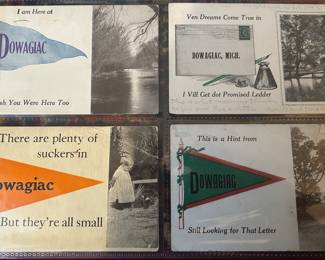 I am Here at
DOWAGIAC
sh You Were Here Too
Ven Dreams Come True in
DOWAGIAC, MICH.
I Vill Get dot Promised Ledder
There are plenty of
suckers in
owagiac
But they're all small
This is a Hint from
DOWAGIAC
Still Looking for That Letter